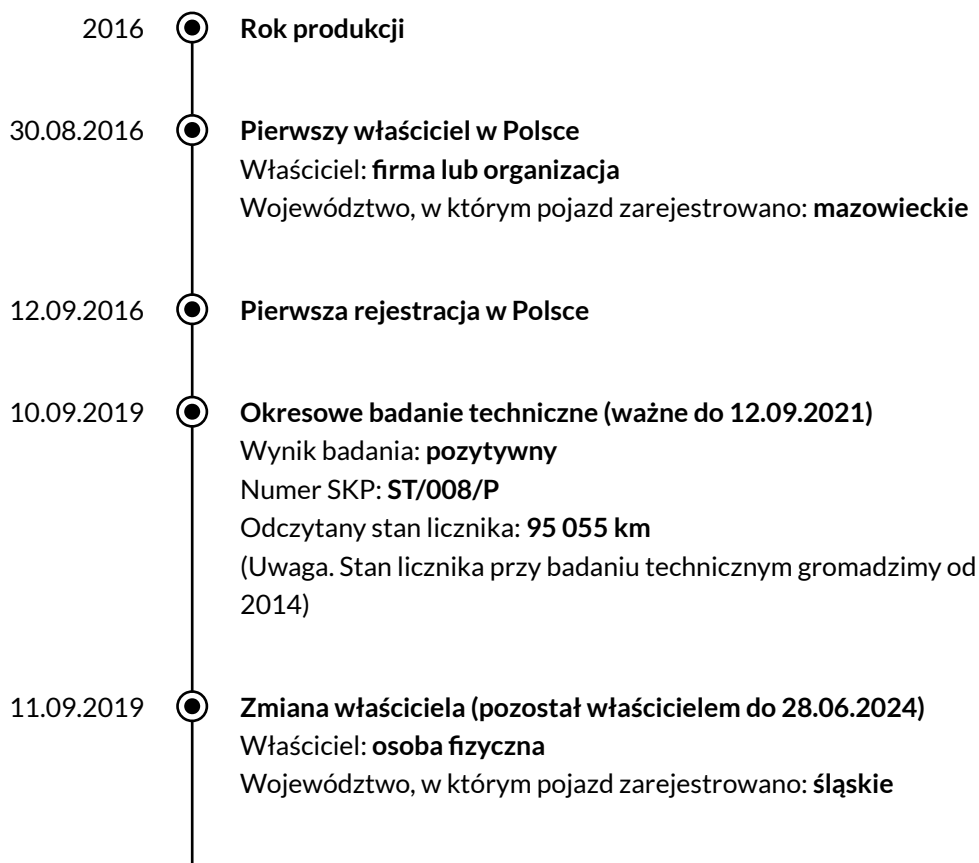 2016 Rok produkcji
30.08.2016 Pierwszy właściciel w Polsce
Właściciel: firma lub organizacja
Województwo, w którym pojazd zarejestrowano: mazowieckie
12.09.2016 Pierwsza rejestracja w Polsce
10.09.2019 Okresowe badanie techniczne (ważne do 12.09.2021)
Wynik badania: pozytywny
Numer SKP: ST/008/P
Odczytany stan licznika: 95 055 km
(Uwaga. Stan licznika przy badaniu technicznym gromadzimy od
2014)
11.09.2019 Zmiana właściciela (pozostał właścicielem do 28.06.2024)
Właściciel: osoba fizyczna
Województwo, w którym pojazd zarejestrowano: śląskie